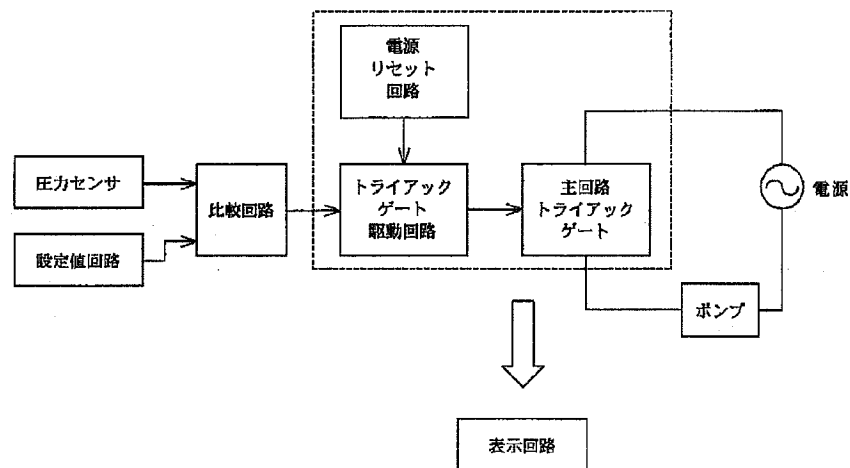 電源
リセット
回路
圧力センサ
設定値回路
比較回路
トライアック
ゲート
駆動回路
主回路
トライアック
ゲート
電源
ポンプ
表示回路